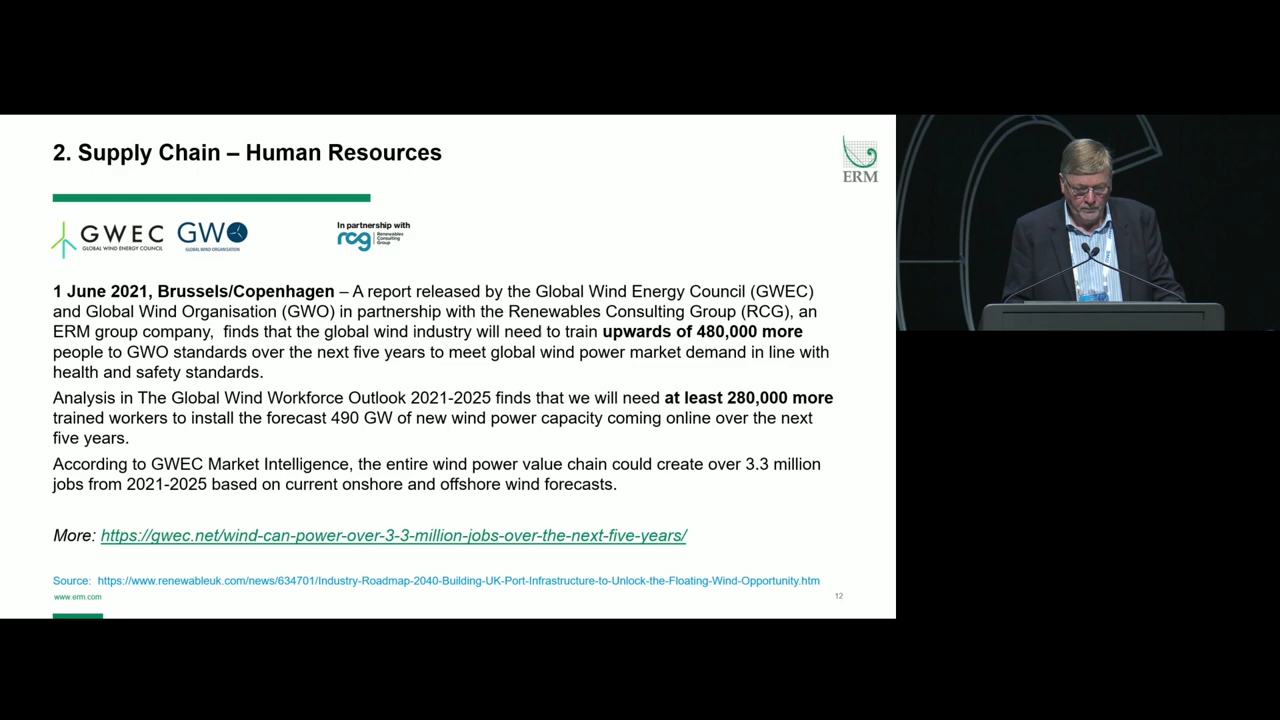 2. Supply Chain – Human Resources
ERM
GWEC
GLOBAL WIND ENERGY COUNCIL
GWO
GLOBAL WIND ORGANISATION
In partnership with
rcg
Renewables
Consulting
Group
1 June 2021, Brussels/Copenhagen – A report released by the Global Wind Energy Council (GWEC)
and Global Wind Organisation (GWO) in partnership with the Renewables Consulting Group (RCG), an
ERM group company,  finds that the global wind industry will need to train upwards of 480,000 more
people to GWO standards over the next five years to meet global wind power market demand in line with
health and safety standards.
Analysis in The Global Wind Workforce Outlook 2021-2025 finds that we will need at least 280,000 more
trained workers to install the forecast 490 GW of new wind power capacity coming online over the next
five years.
According to GWEC Market Intelligence, the entire wind power value chain could create over 3.3 million
jobs from 2021-2025 based on current onshore and offshore wind forecasts.
More: https://gwec.net/wind-can-power-over-3-3-million-jobs-over-the-next-five-years/
Source:  https://www.renewableuk.com/news/634701/Industry-Roadmap-2040-Building-UK-Port-Infrastructure-to-Unlock-the-Floating-Wind-Opportunity.htm
www.erm.com
12